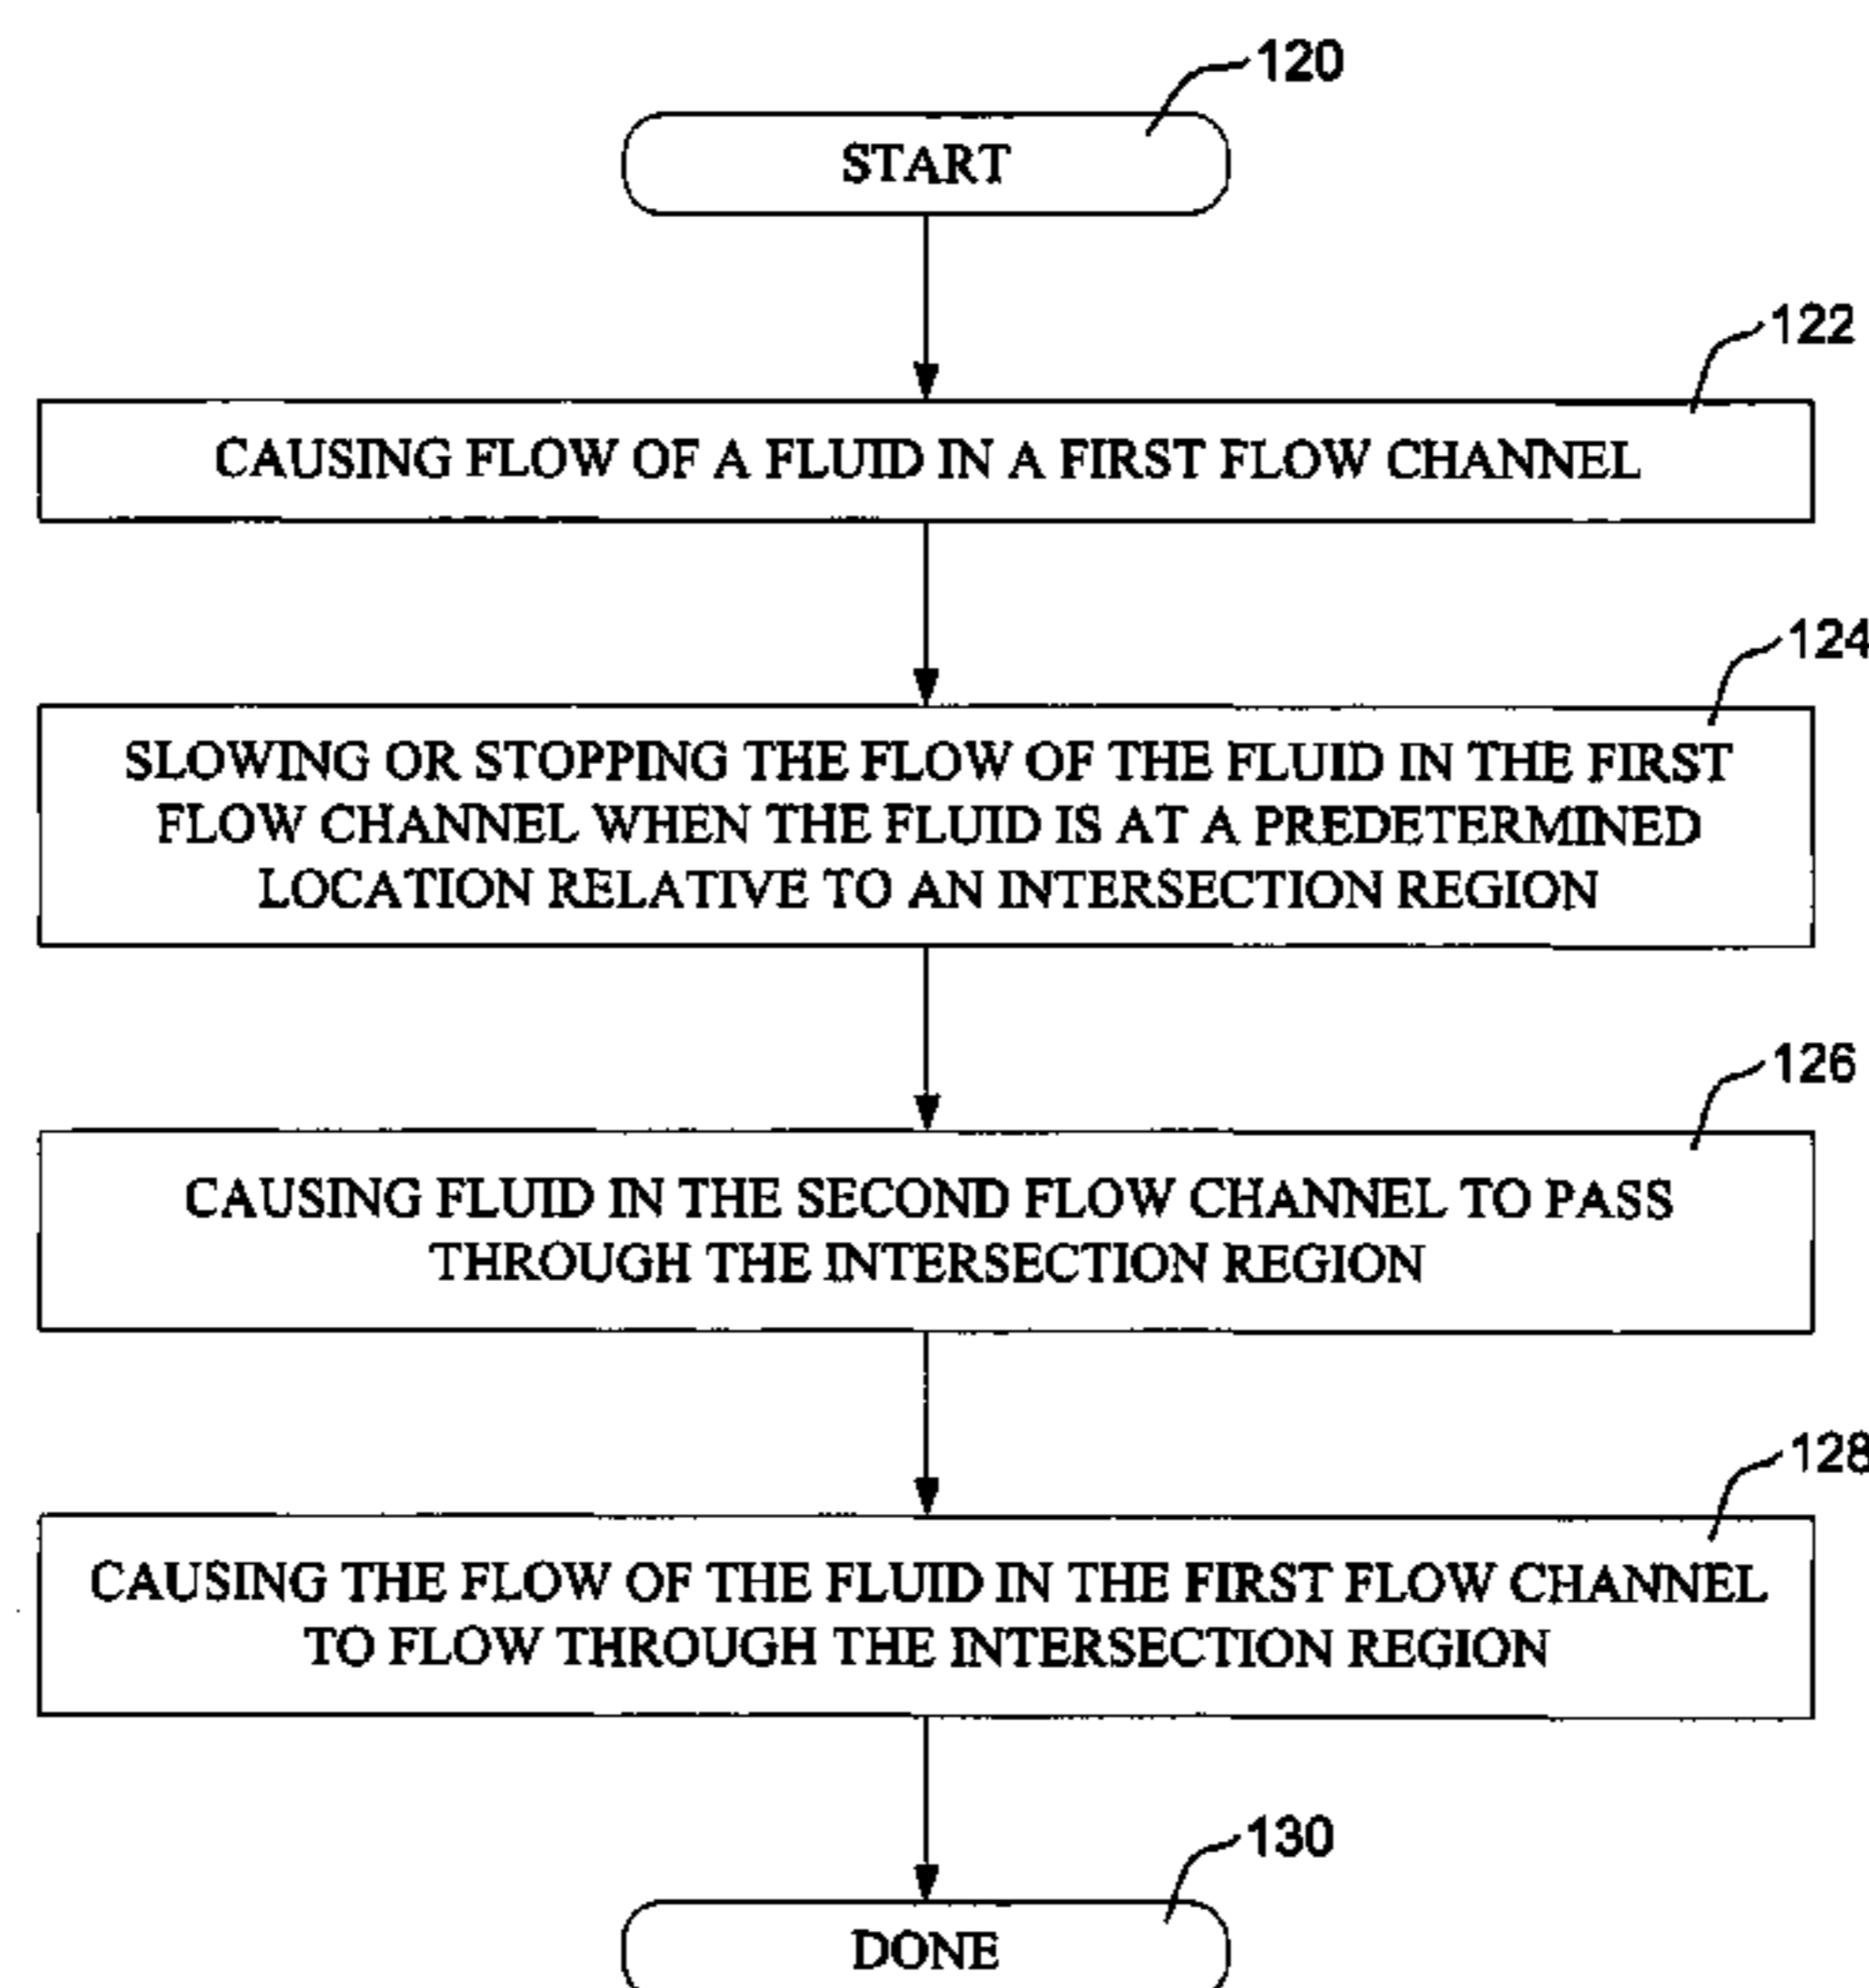 120
START
122
CAUSING FLOW OF A FLUID IN A FIRST FLOW CHANNEL
124
SLOWING OR STOPPING THE FLOW OF THE FLUID IN THE FIRST
FLOW CHANNEL WHEN THE FLUID IS AT A PREDETERMINED
LOCATION RELATIVE TO AN INTERSECTION REGION
126
CAUSING FLUID IN THE SECOND FLOW CHANNEL TO PASS
THROUGH THE INTERSECTION REGION
128
CAUSING THE FLOW OF THE FLUID IN THE FIRST FLOW CHANNEL
TO FLOW THROUGH THE INTERSECTION REGION
130
DONE